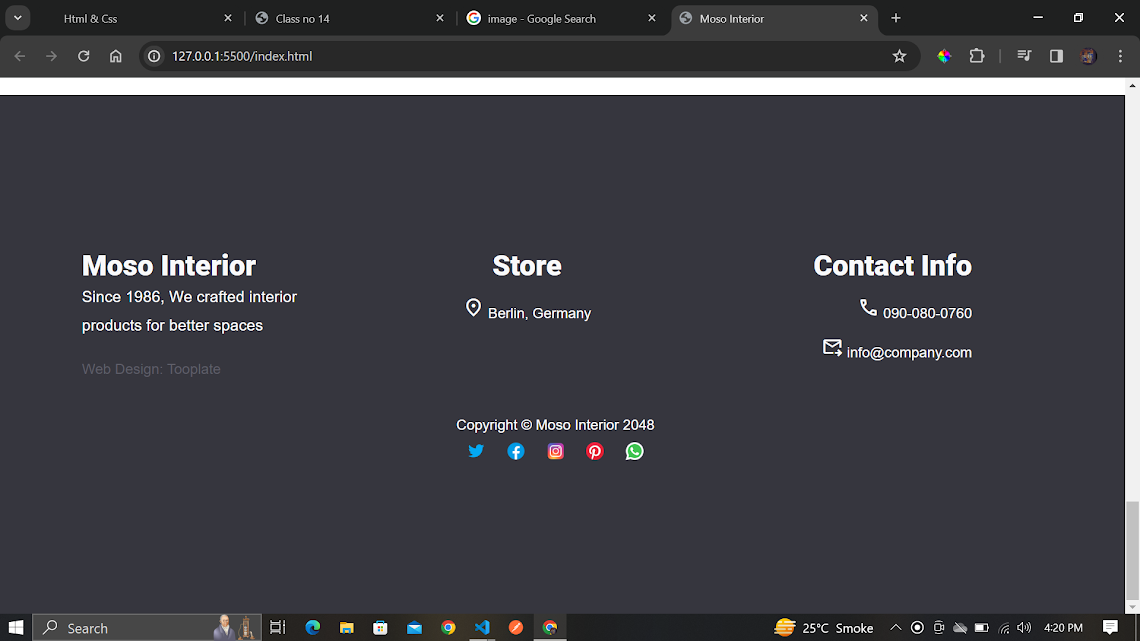 Html & Css
Class no 14
image - Google Search
Moso Interior
127.0.0.1:5500/index.html
Moso Interior
Since 1986, We crafted interior
products for better spaces
Web Design: Tooplate
Store
Berlin, Germany
Contact Info
090-080-0760
info@company.com
Copyright © Moso Interior 2048
Search
25°C Smoke
4:20 PM